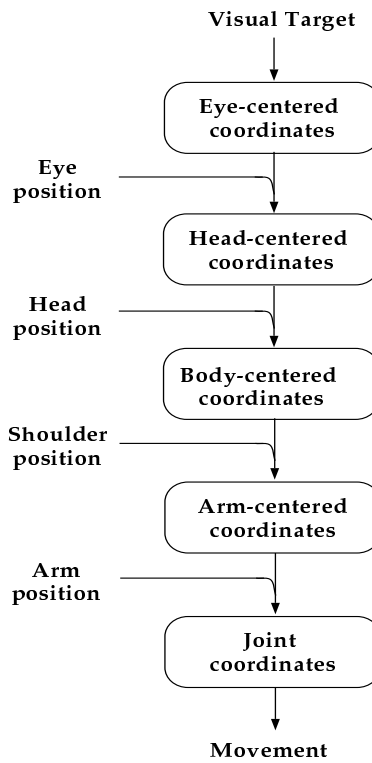 Visual Target
Eye-centered
coordinates
Eye
position
Head-centered
coordinates
Head
position
Body-centered
coordinates
Shoulder
position
Arm-centered
coordinates
Arm
position
Joint
coordinates
Movement